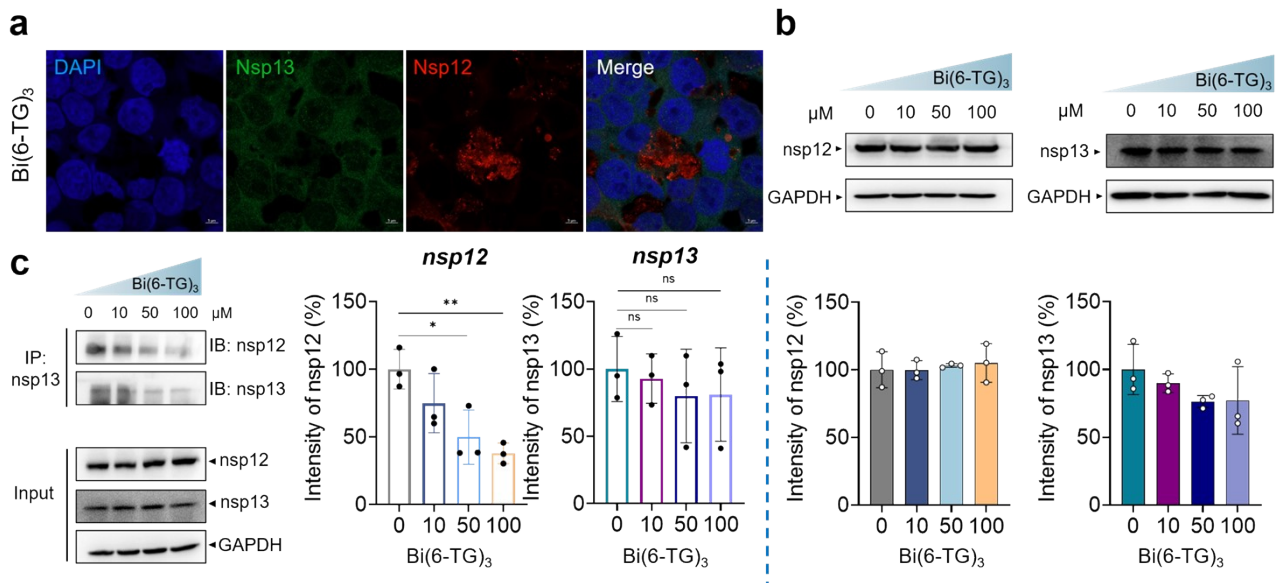 a
Bi(6-TG)3
DAPI
Nsp13
Nsp12
Merge
b
Bi(6-TG)3
μM 0 10 50 100
nsp12
GAPDH
Bi(6-TG)3
μM 0 10 50 100
nsp13
GAPDH
c
Bi(6-TG)3
0 10 50 100 μM
IP:
nsp13
IB: nsp12
IB: nsp13
Input
nsp12
nsp13
GAPDH
nsp12
Intensity of nsp12 (%)
150
100
50
0
**
*
0 10 50 100
Bi(6-TG)3
nsp13
Intensity of nsp13 (%)
150
100
50
0
ns
ns
ns
0 10 50 100
Bi(6-TG)3
Intensity of nsp12 (%)
150
100
50
0
0 10 50 100
Bi(6-TG)3
Intensity of nsp13 (%)
150
100
50
0
0 10 50 100
Bi(6-TG)3